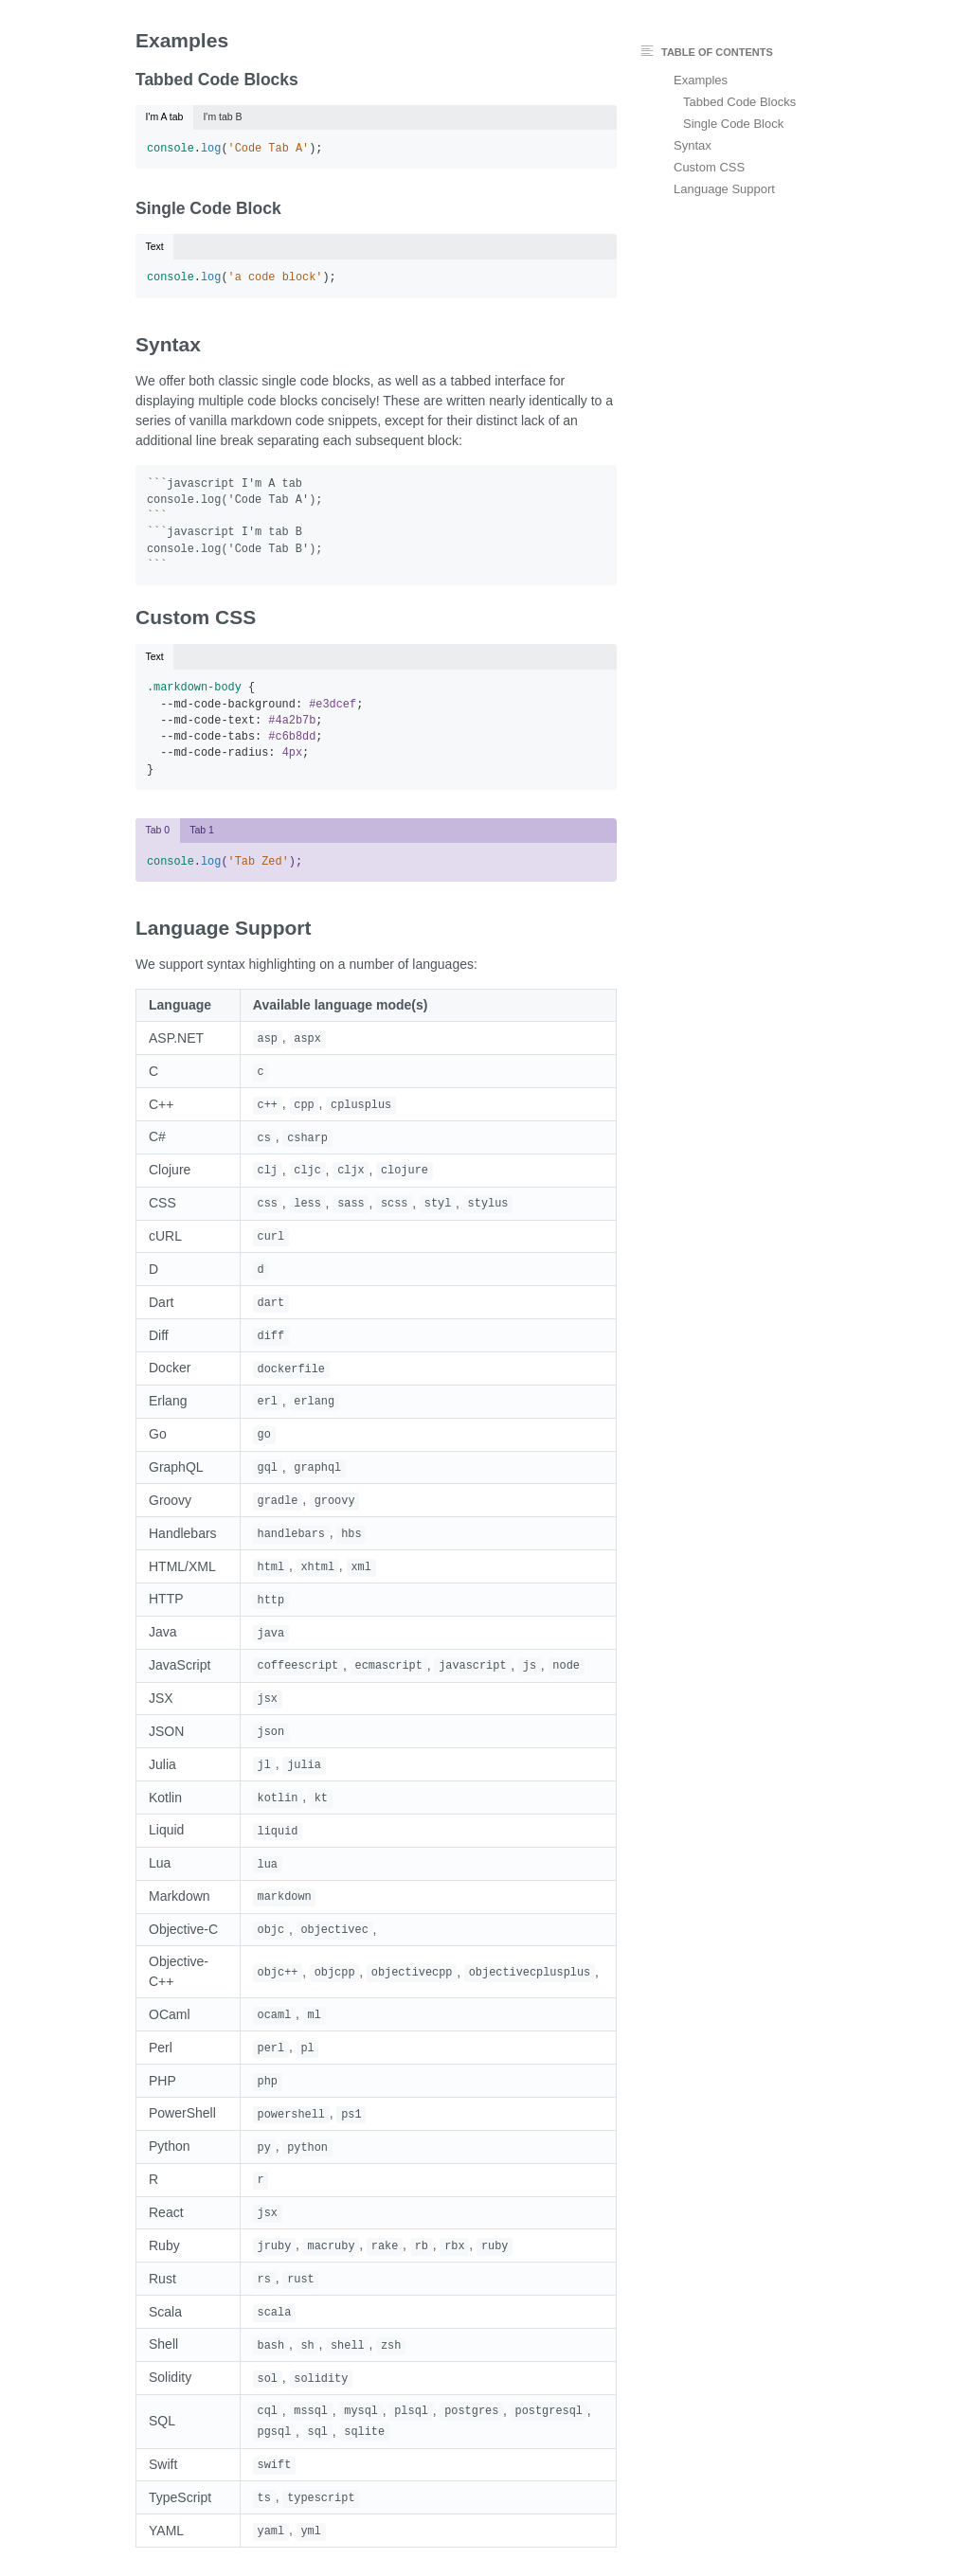 Examples
Tabbed Code Blocks
I'm A tab I'm tab B
console.log('Code Tab A');
Single Code Block
Text
console.log('a code block');
Syntax
We offer both classic single code blocks, as well as a tabbed interface for
displaying multiple code blocks concisely! These are written nearly identically to a
series of vanilla markdown code snippets, except for their distinct lack of an
additional line break separating each subsequent block:
```javascript I'm A tab
console.log('Code Tab A');
```
```javascript I'm tab B
console.log('Code Tab B');
```
Custom CSS
Text
.markdown-body {
  --md-code-background: #e3dcef;
  --md-code-text: #4a2b7b;
  --md-code-tabs: #c6b8dd;
  --md-code-radius: 4px;
}
Tab 0 Tab 1
console.log('Tab Zed');
Language Support
We support syntax highlighting on a number of languages:
Language Available language mode(s)
ASP.NET asp, aspx
C c
C++ c++, cpp, cplusplus
C# cs, csharp
Clojure clj, cljc, cljx, clojure
CSS css, less, sass, scss, styl, stylus
cURL curl
D d
Dart dart
Diff diff
Docker dockerfile
Erlang erl, erlang
Go go
GraphQL gql, graphql
Groovy gradle, groovy
Handlebars handlebars, hbs
HTML/XML html, xhtml, xml
HTTP http
Java java
JavaScript coffeescript, ecmascript, javascript, js, node
JSX jsx
JSON json
Julia jl, julia
Kotlin kotlin, kt
Liquid liquid
Lua lua
Markdown markdown
Objective-C objc, objectivec,
Objective-
C++ objc++, objcpp, objectivecpp, objectivecplusplus,
OCaml ocaml, ml
Perl perl, pl
PHP php
PowerShell powershell, ps1
Python py, python
R r
React jsx
Ruby jruby, macruby, rake, rb, rbx, ruby
Rust rs, rust
Scala scala
Shell bash, sh, shell, zsh
Solidity sol, solidity
SQL cql, mssql, mysql, plsql, postgres, postgresql,
pgsql, sql, sqlite
Swift swift
TypeScript ts, typescript
YAML yaml, yml
TABLE OF CONTENTS
Examples
Tabbed Code Blocks
Single Code Block
Syntax
Custom CSS
Language Support